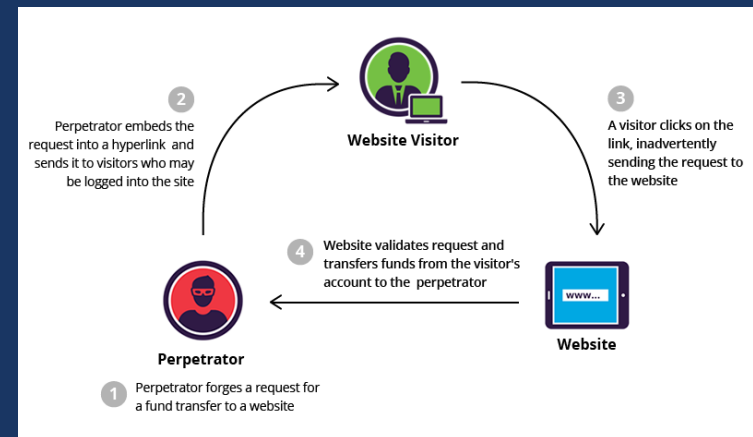 2
Perpetrator embeds the
request into a hyperlink and
sends it to visitors who may
be logged into the site
Website Visitor
3
A visitor clicks on the
link, inadvertently
sending the request to
the website
4
Website validates request and
transfers funds from the visitor's
account to the perpetrator
www...
Website
Perpetrator
1
Perpetrator forges a request for
a fund transfer to a website